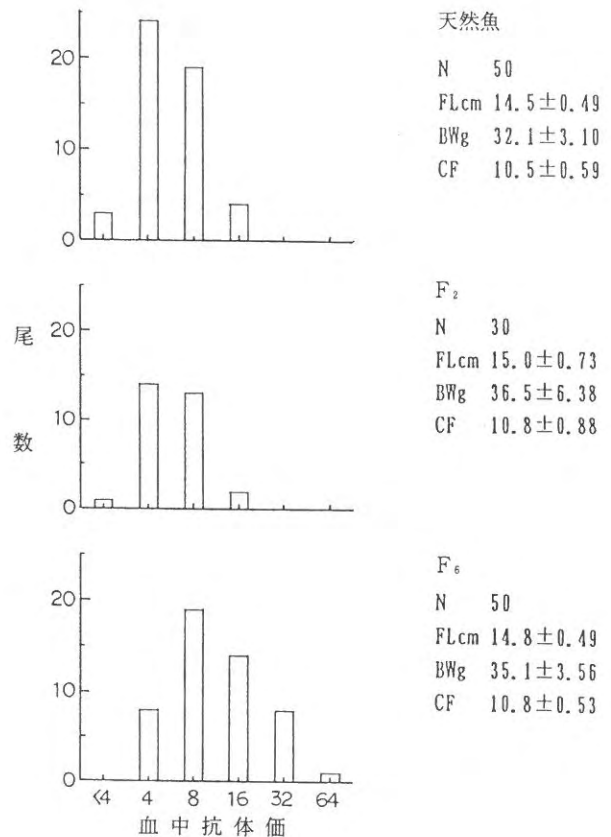 天然魚
N 50
FLcm 14.5±0.49
BWg 32.1±3.10
CF 10.5±0.59
20
10
0
F₂
N 30
FLcm 15.0±0.73
BWg 36.5±6.38
CF 10.8±0.88
尾
数
20
10
0
F₆
N 50
FLcm 14.8±0.49
BWg 35.1±3.56
CF 10.8±0.53
20
10
0
<4 4 8 16 32 64
血中抗体価